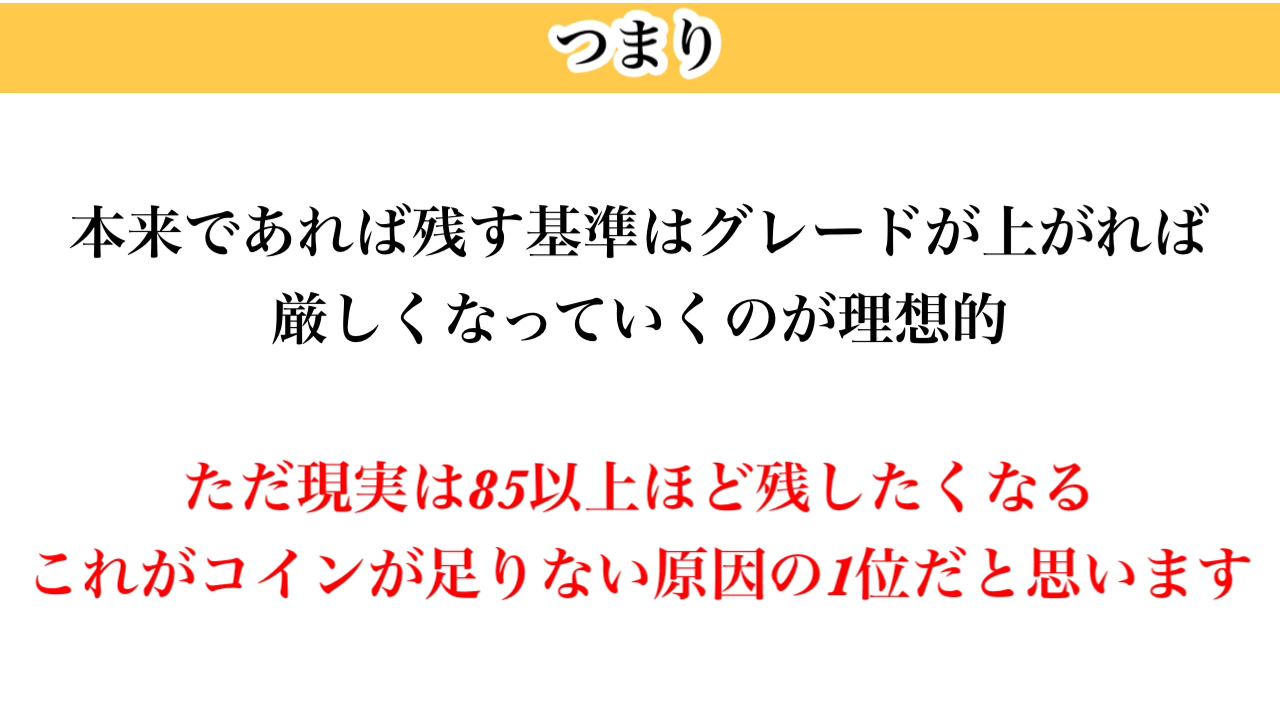 つまり
本来であれば残す基準はグレードが上がれば
厳しくなっていくのが理想的
ただ現実は85以上ほど残したくなる
これがコインが足りない原因の1位だと思います